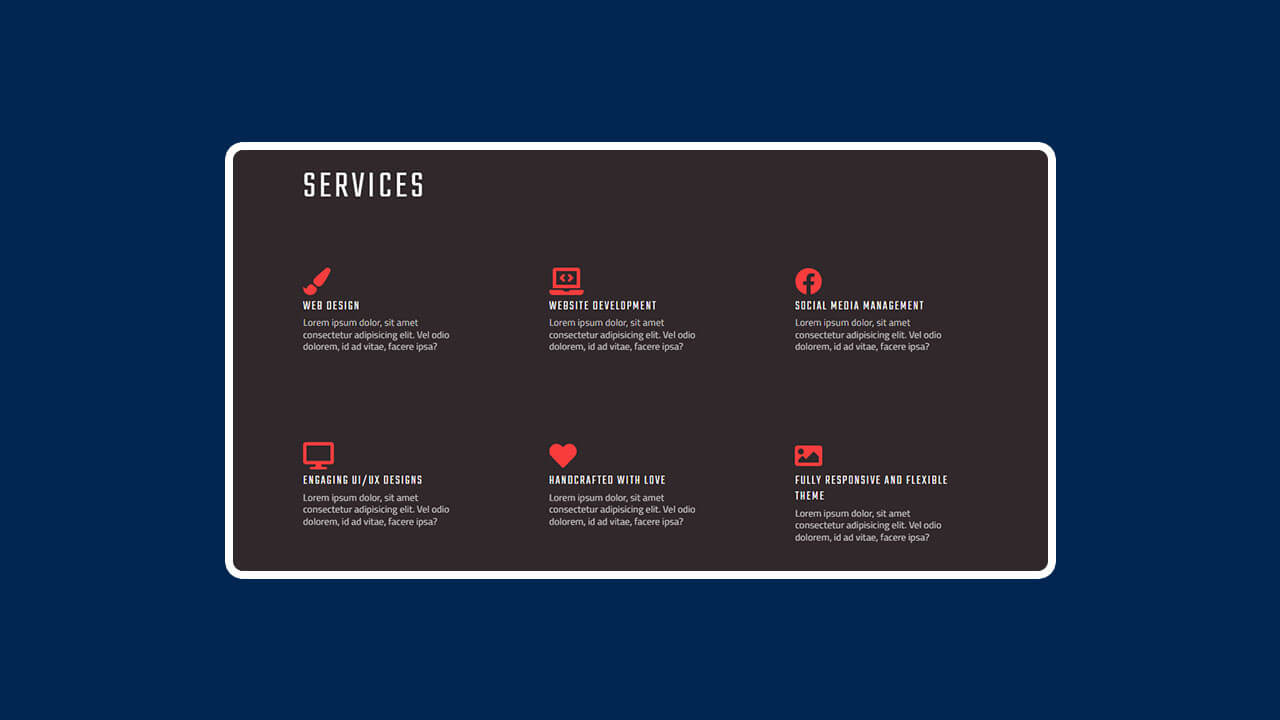 SERVICES
WEB DESIGN
Lorem ipsum dolor, sit amet
consectetur adipisicing elit. Vel odio
dolorem, id ad vitae, facere ipsa?
WEBSITE DEVELOPMENT
Lorem ipsum dolor, sit amet
consectetur adipisicing elit. Vel odio
dolorem, id ad vitae, facere ipsa?
SOCIAL MEDIA MANAGEMENT
Lorem ipsum dolor, sit amet
consectetur adipisicing elit. Vel odio
dolorem, id ad vitae, facere ipsa?
ENGAGING UI/UX DESIGNS
Lorem ipsum dolor, sit amet
consectetur adipisicing elit. Vel odio
dolorem, id ad vitae, facere ipsa?
HANDCRAFTED WITH LOVE
Lorem ipsum dolor, sit amet
consectetur adipisicing elit. Vel odio
dolorem, id ad vitae, facere ipsa?
FULLY RESPONSIVE AND FLEXIBLE
THEME
Lorem ipsum dolor, sit amet
consectetur adipisicing elit. Vel odio
dolorem, id ad vitae, facere ipsa?